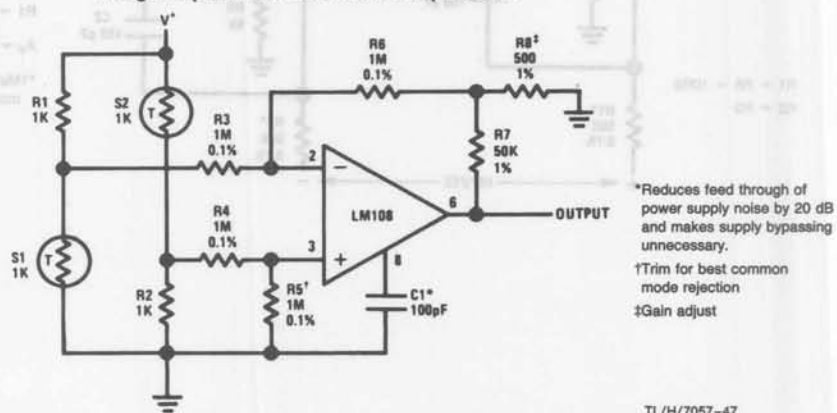 V+
R1
1K
S2
1K
T
R3
1M
0.1%
R6
1M
0.1%
R8‡
500
1%
R7
50K
1%
2
−
LM108
6
OUTPUT
3
+
8
S1
1K
T
R4
1M
0.1%
R2
1K
R5†
1M
0.1%
C1*
100pF
*Reduces feed through of
power supply noise by 20 dB
and makes supply bypassing
unnecessary.
†Trim for best common
mode rejection
‡Gain adjust
TL/H/7057-47